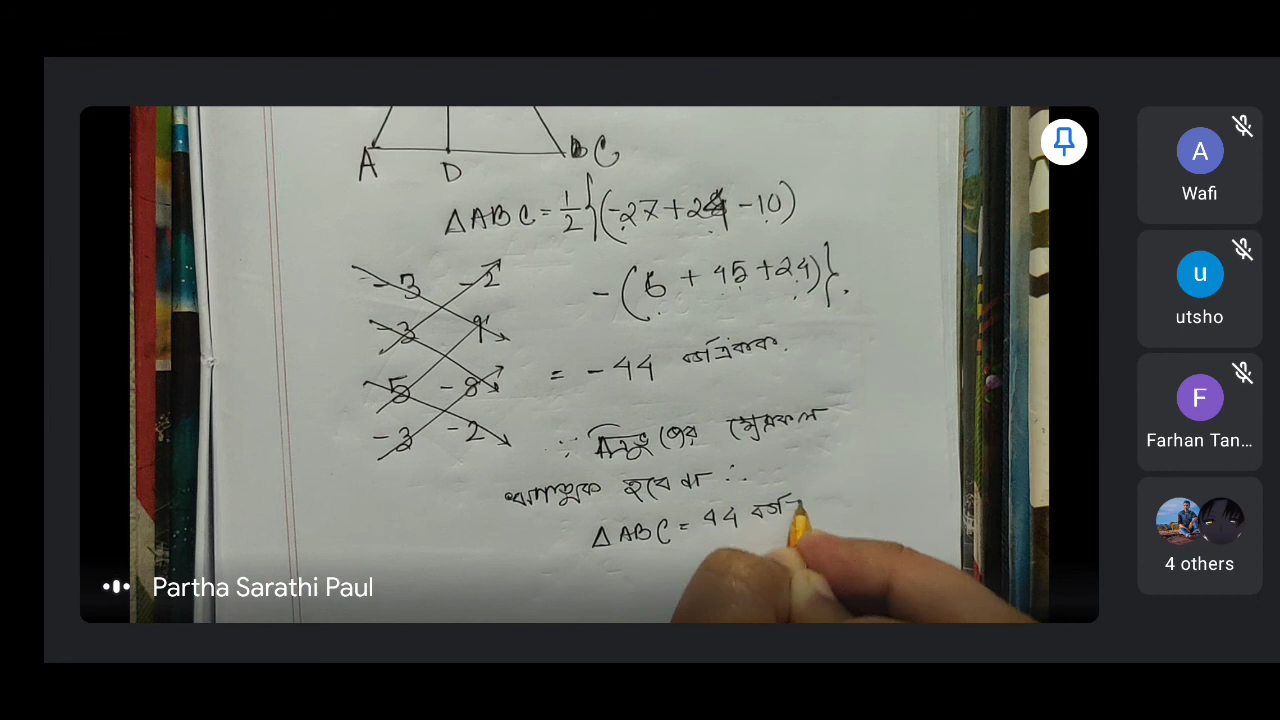 A D C
ΔABC = 1/2 {(-27+24-10)
-(6 + 45 +24)}.
-3 -2
-3 9
5 -8
-3 -2
= -44 বর্গ একক.
∵ ত্রিভুজের ক্ষেত্রফল
ঋণাত্মক হবে না ∴
ΔABC = 44 বর্গ
Partha Sarathi Paul
A
Wafi
u
utsho
F
Farhan Tan...
4 others